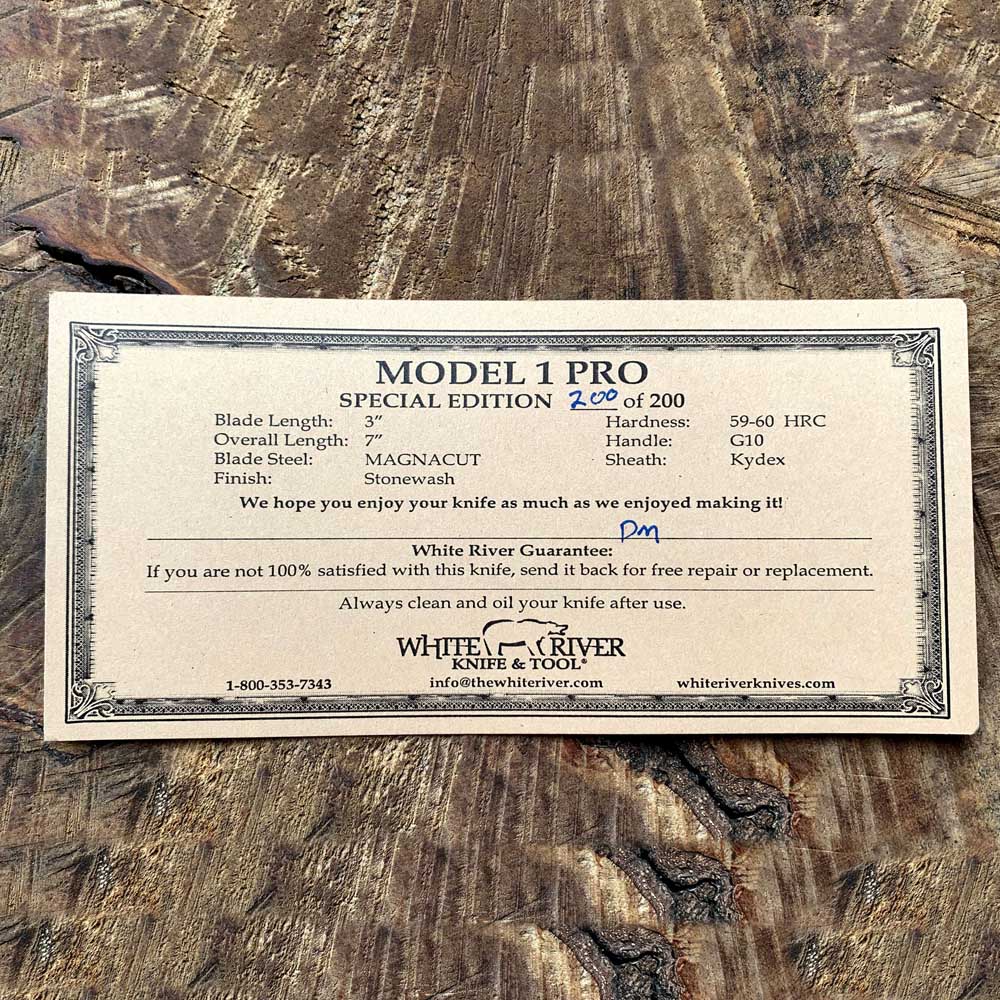 MODEL 1 PRO
SPECIAL EDITION 200 of 200
Blade Length: 3” Hardness: 59-60 HRC
Overall Length: 7” Handle: G10
Blade Steel: MAGNACUT Sheath: Kydex
Finish: Stonewash
We hope you enjoy your knife as much as we enjoyed making it!
DM
White River Guarantee:
If you are not 100% satisfied with this knife, send it back for free repair or replacement.
Always clean and oil your knife after use.
WHITE RIVER
KNIFE & TOOL®
1-800-353-7343 info@thewhiteriver.com whiteriverknives.com